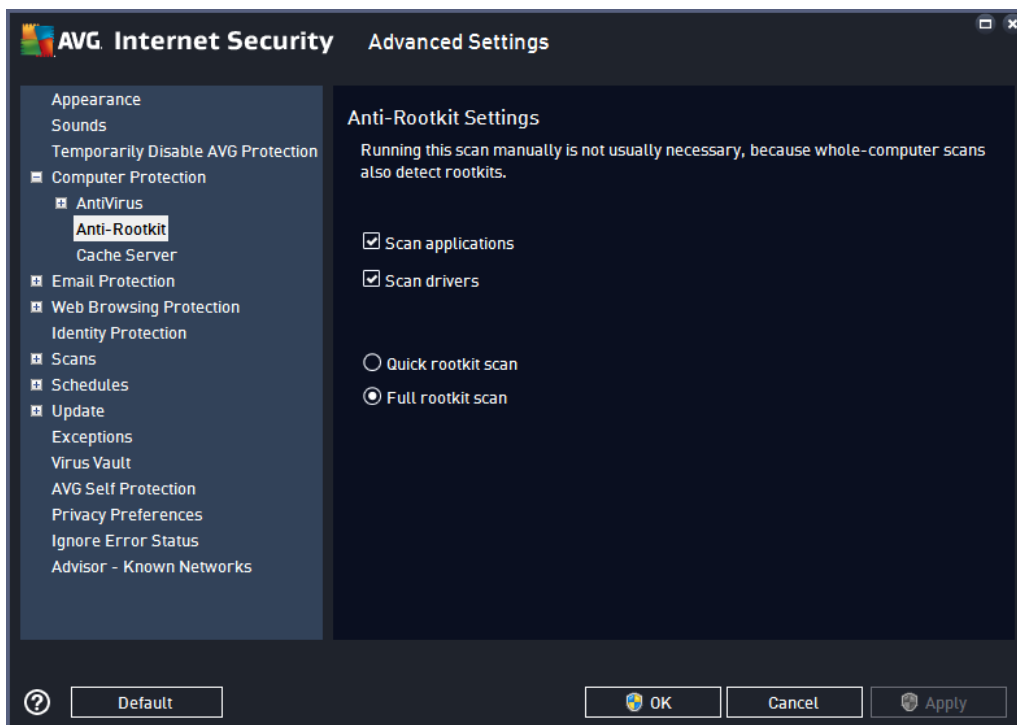 AVG. Internet Security Advanced Settings
Appearance
Sounds
Temporarily Disable AVG Protection
Computer Protection
AntiVirus
Anti-Rootkit
Cache Server
Email Protection
Web Browsing Protection
Identity Protection
Scans
Schedules
Update
Exceptions
Virus Vault
AVG Self Protection
Privacy Preferences
Ignore Error Status
Advisor - Known Networks
Anti-Rootkit Settings
Running this scan manually is not usually necessary, because whole-computer scans
also detect rootkits.
Scan applications
Scan drivers
Quick rootkit scan
Full rootkit scan
? Default OK Cancel Apply